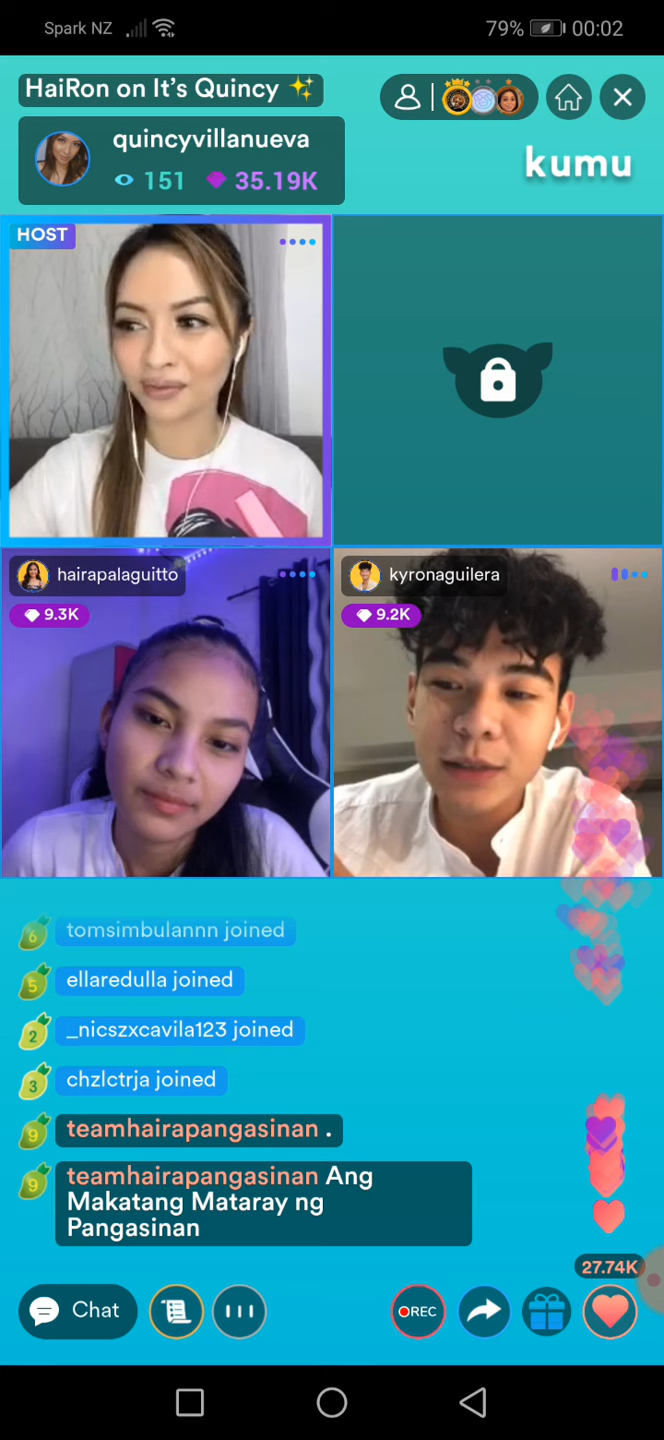 Spark NZ
79% 00:02
HaiRon on It's Quincy ✨
quincyvillanueva
151 35.19K
kumu
HOST
hairapalaguitto
9.3K
kyronaguilera
9.2K
6 tomsimbulannn joined
5 ellaredulla joined
2 _nicszxcavila123 joined
3 chzlctrja joined
9 teamhairapangasinan .
9 teamhairapangasinan Ang
Makatang Mataray ng
Pangasinan
27.74K
Chat
REC